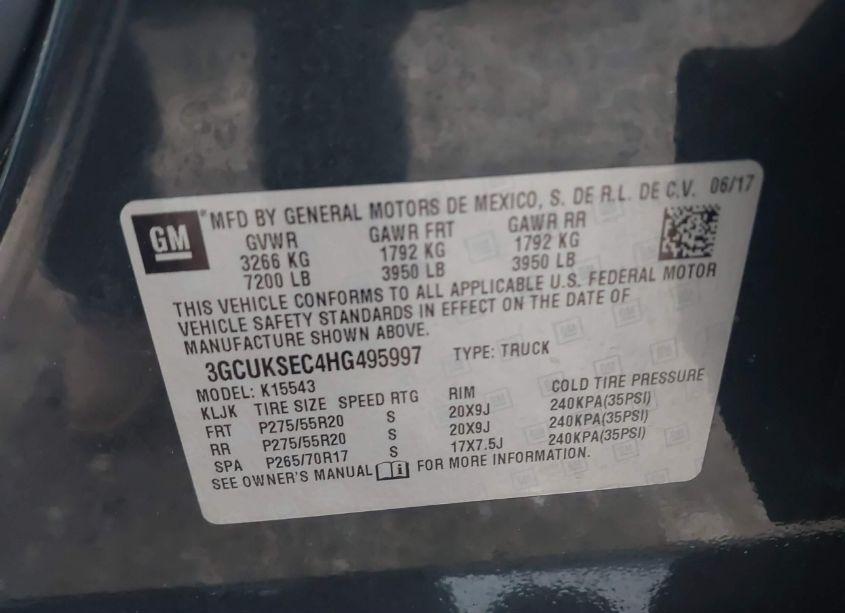 GM ® MFD BY GENERAL MOTORS DE MEXICO, S. DE R.L. DE C.V. 06/17
GVWR GAWR FRT GAWR RR
3266 KG 1792 KG 1792 KG
7200 LB 3950 LB 3950 LB
THIS VEHICLE CONFORMS TO ALL APPLICABLE U.S. FEDERAL MOTOR
VEHICLE SAFETY STANDARDS IN EFFECT ON THE DATE OF
MANUFACTURE SHOWN ABOVE.
3GCUKSEC4HG495997 TYPE: TRUCK
MODEL: K15543
KLJK TIRE SIZE SPEED RTG RIM COLD TIRE PRESSURE
FRT P275/55R20 S 20X9J 240KPA(35PSI)
RR P275/55R20 S 20X9J 240KPA(35PSI)
SPA P265/70R17 S 17X7.5J 240KPA(35PSI)
SEE OWNER'S MANUAL FOR MORE INFORMATION.